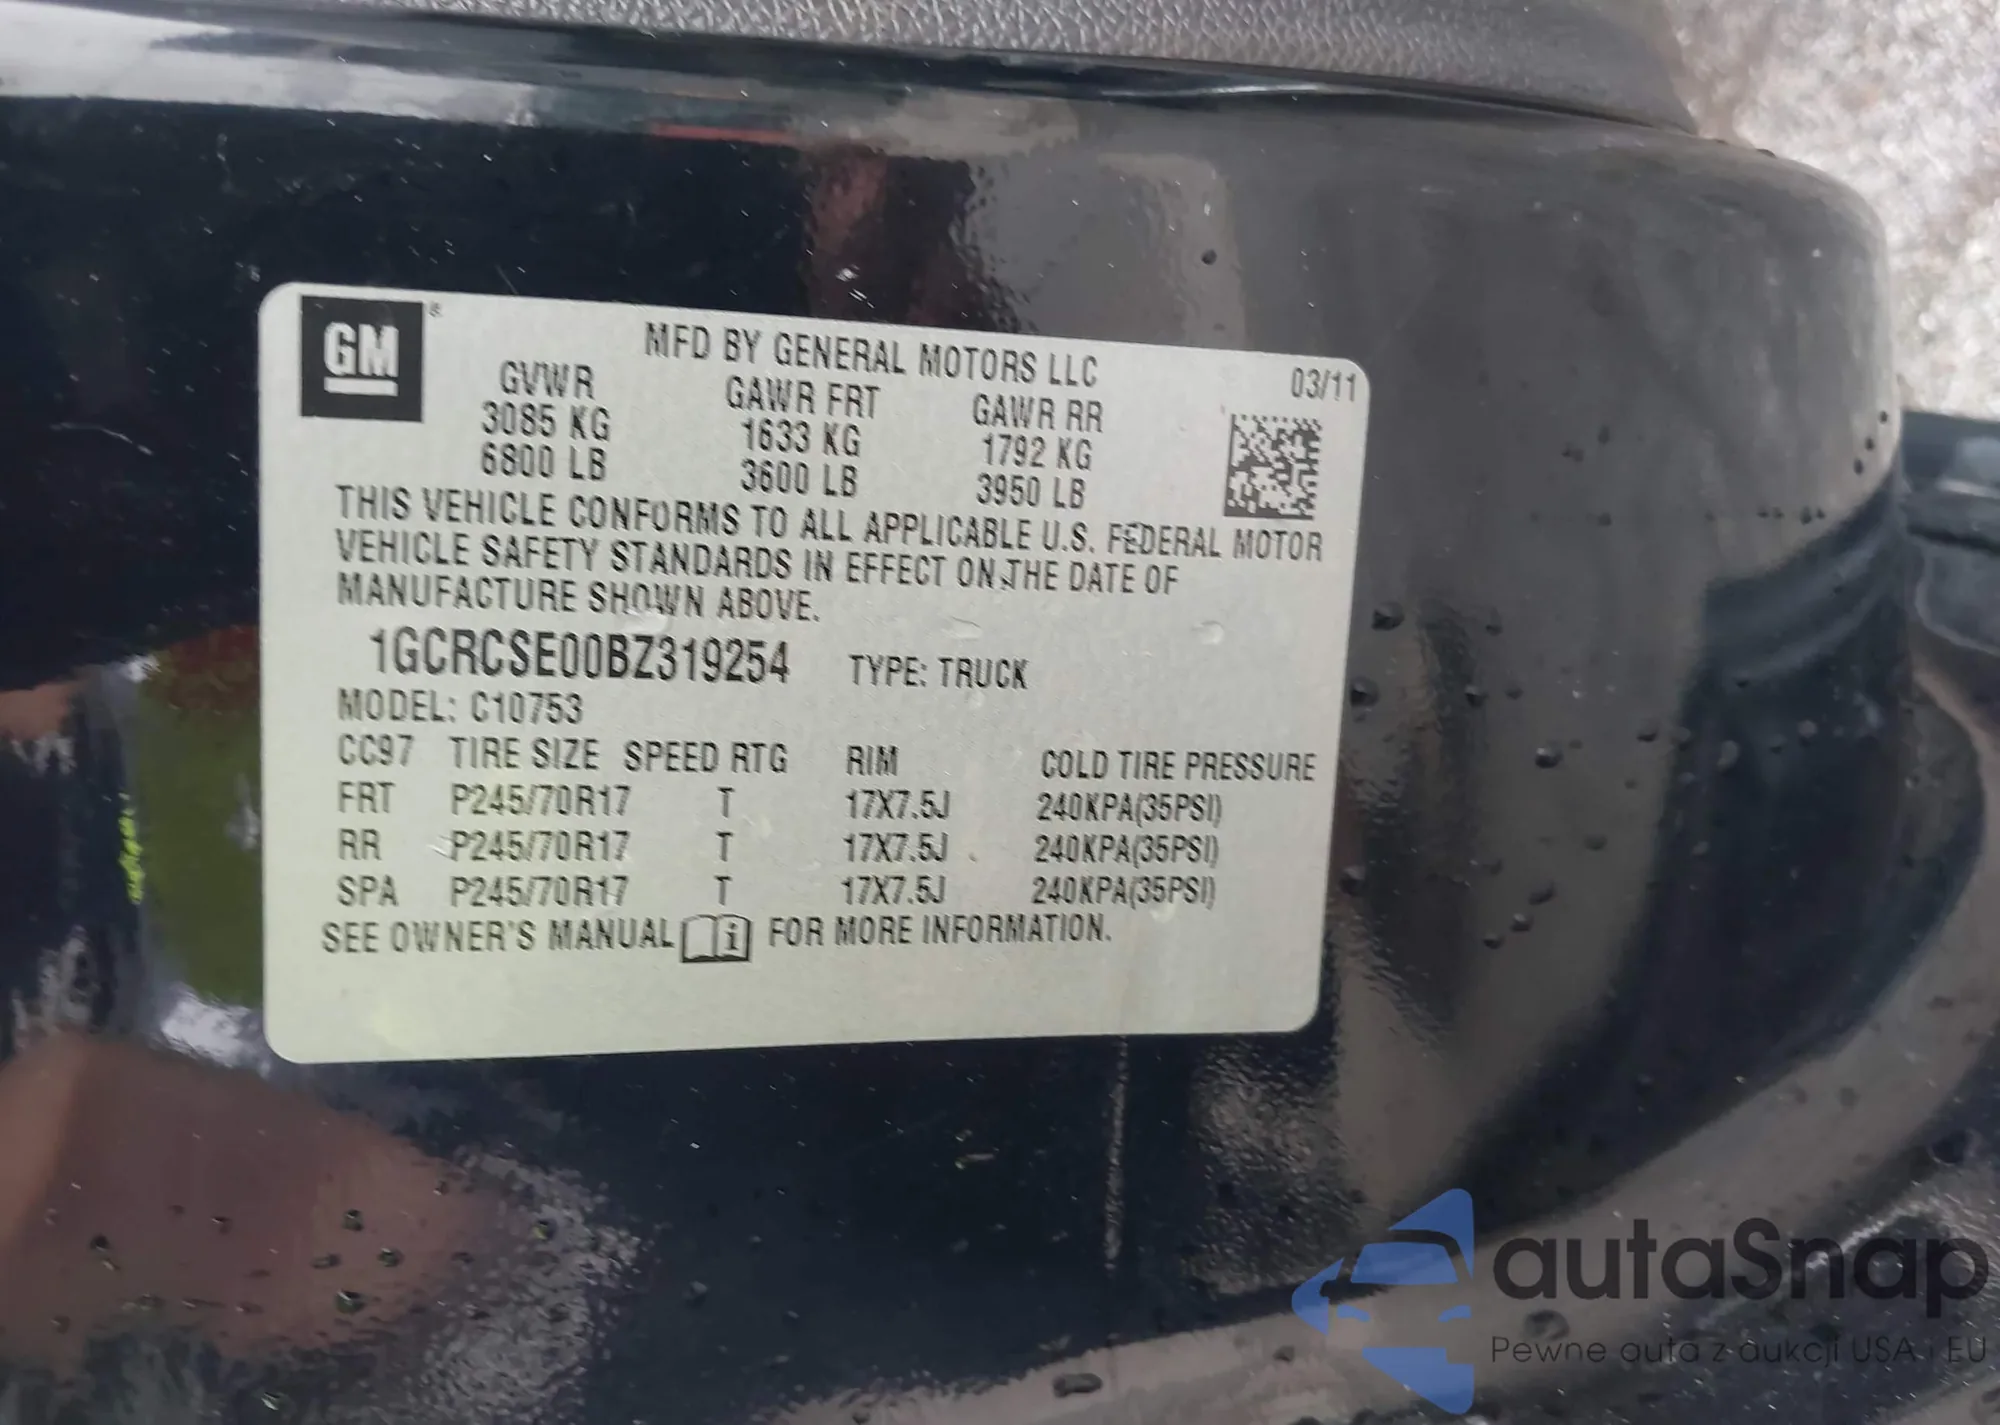 GM®
MFD BY GENERAL MOTORS LLC 03/11
GVWR GAWR FRT GAWR RR
3085 KG 1633 KG 1792 KG
6800 LB 3600 LB 3950 LB
THIS VEHICLE CONFORMS TO ALL APPLICABLE U.S. FEDERAL MOTOR
VEHICLE SAFETY STANDARDS IN EFFECT ON THE DATE OF
MANUFACTURE SHOWN ABOVE.
1GCRCSE00BZ319254 TYPE: TRUCK
MODEL: C10753
CC97 TIRE SIZE SPEED RTG RIM COLD TIRE PRESSURE
FRT P245/70R17 T 17X7.5J 240KPA(35PSI)
RR P245/70R17 T 17X7.5J 240KPA(35PSI)
SPA P245/70R17 T 17X7.5J 240KPA(35PSI)
SEE OWNER'S MANUAL i FOR MORE INFORMATION.
autaSnap
Pewne auta z aukcji USA i EU